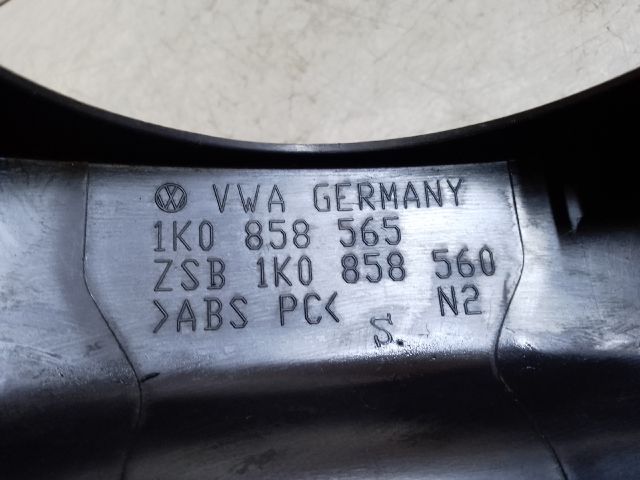 VWA GERMANY
1K0 858 565
ZSB 1K0 858 560
>ABS PC< N2
S.